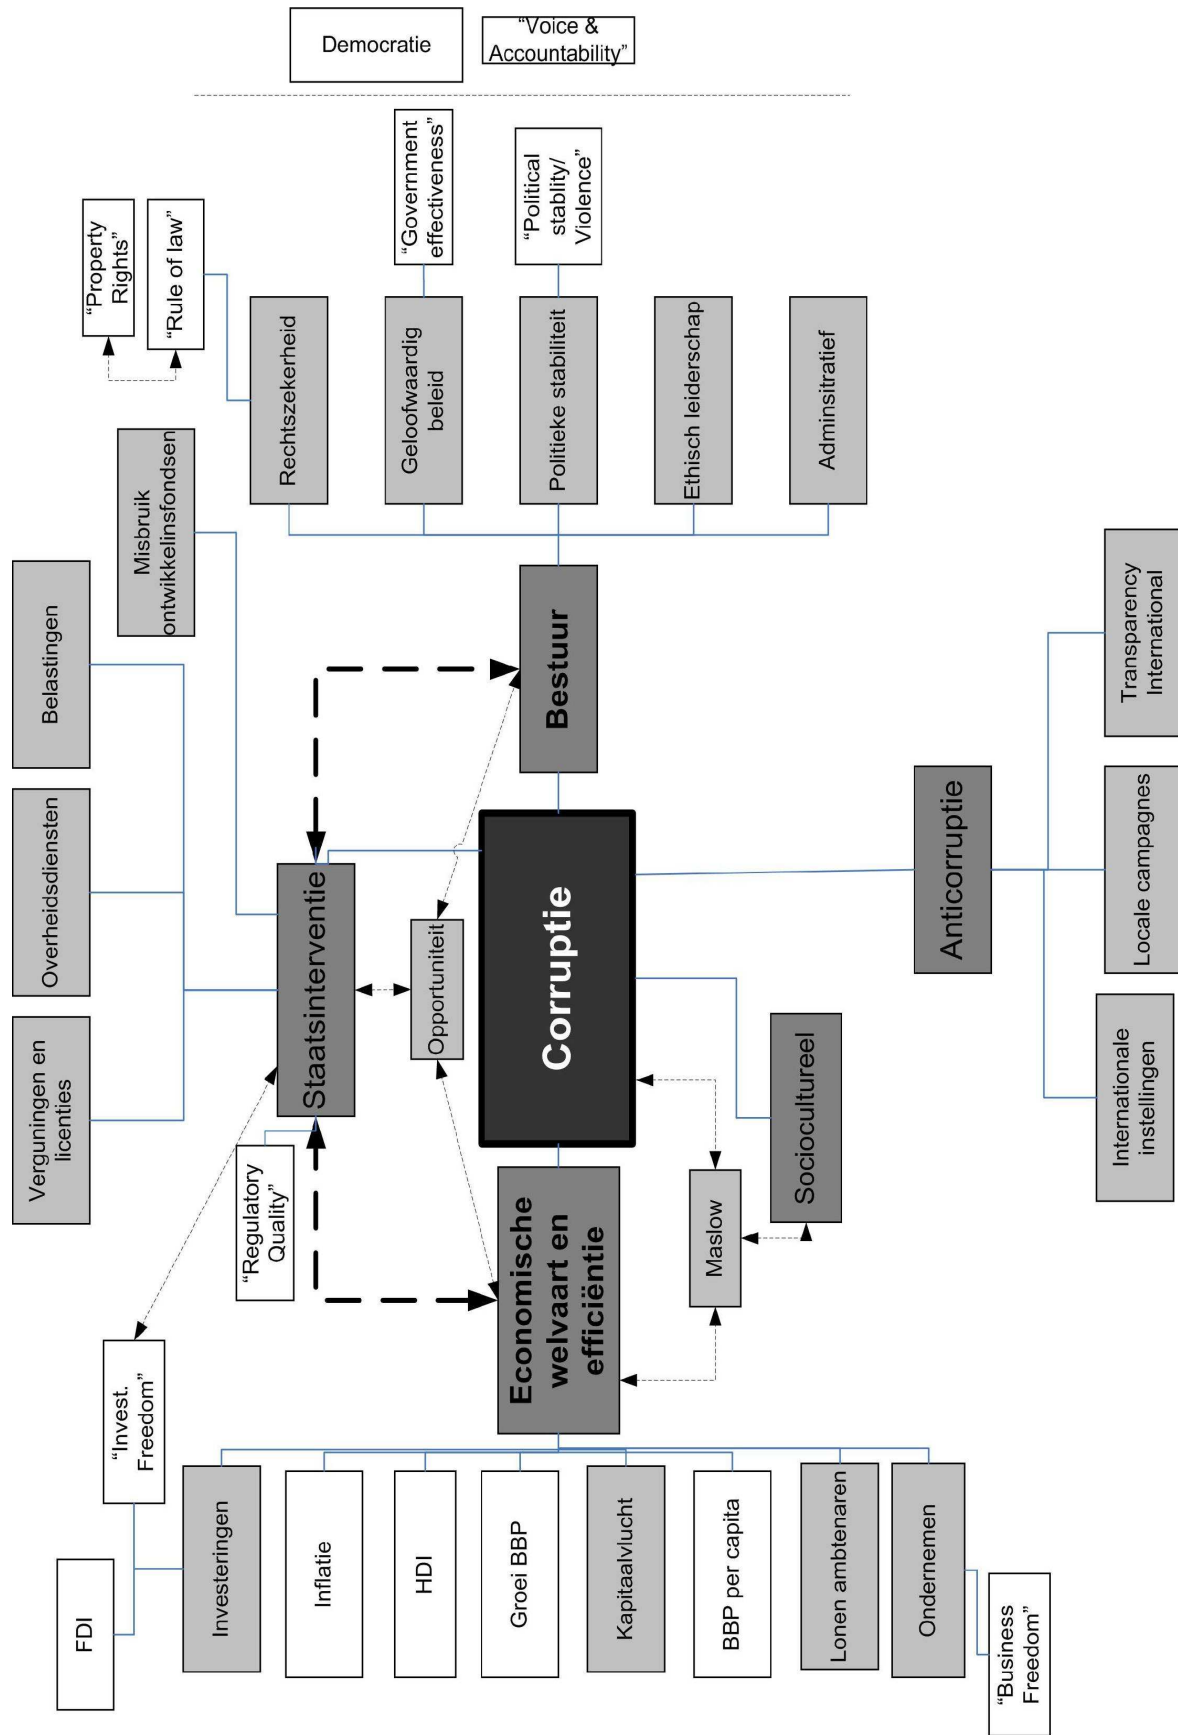 FDI
Verguningen en
licenties
Overheidsdiensten
Belastingen
“Invest.
Freedom”
Misbruik
ontwikkelinsfondsen
“Property
Rights”
“Rule of law”
Investeringen
“Regulatory
Quality”
Staatsinterventie
Rechtszekerheid
Inflatie
HDI
Opportuniteit
Geloofwaardig
beleid
“Government
effectiveness”
Democratie
Groei BBP
Economische
welvaart en
efficiëntie
Corruptie
Bestuur
Politieke stabiliteit
“Political
stablity/
Violence”
“Voice &
Accountability”
Kapitaalvlucht
BBP per capita
Maslow
Ethisch leiderschap
Lonen ambtenaren
Sociocultureel
Adminsitratief
Ondernemen
Anticorruptie
“Business
Freedom”
Internationale
instellingen
Locale campagnes
Transparency
International